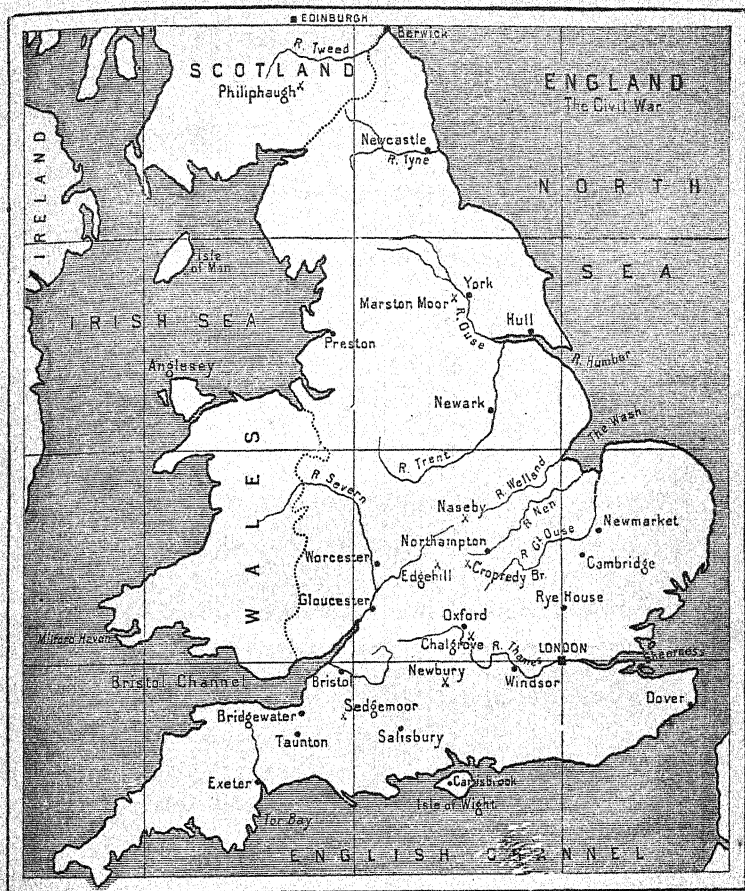 EDINBURGH
Berwick
R. Tweed
SCOTLAND
Philiphaugh
ENGLAND
The Civil War
IRELAND
Newcastle
R. Tyne
NORTH
SEA
Isle
of Man
York
Marston Moor
R. Ouse
Hull
IRISH SEA
Preston
R. Humber
Anglesey
Newark
The Wash
WALES
R. Trent
R. Severn
R. Welland
Naseby
R. Nen
Northampton
R. Gt. Ouse
Newmarket
Worcester
Edgehill
Cropredy Br.
Cambridge
Gloucester
Rye House
Milford Haven
Oxford
Chalgrove
R. Thames
LONDON
Sheerness
Bristol Channel
Bristol
Newbury
Windsor
Dover
Sedgemoor
Bridgewater
Taunton
Salisbury
Exeter
Carisbrook
Isle of Wight
Tor Bay
ENGLISH CHANNEL